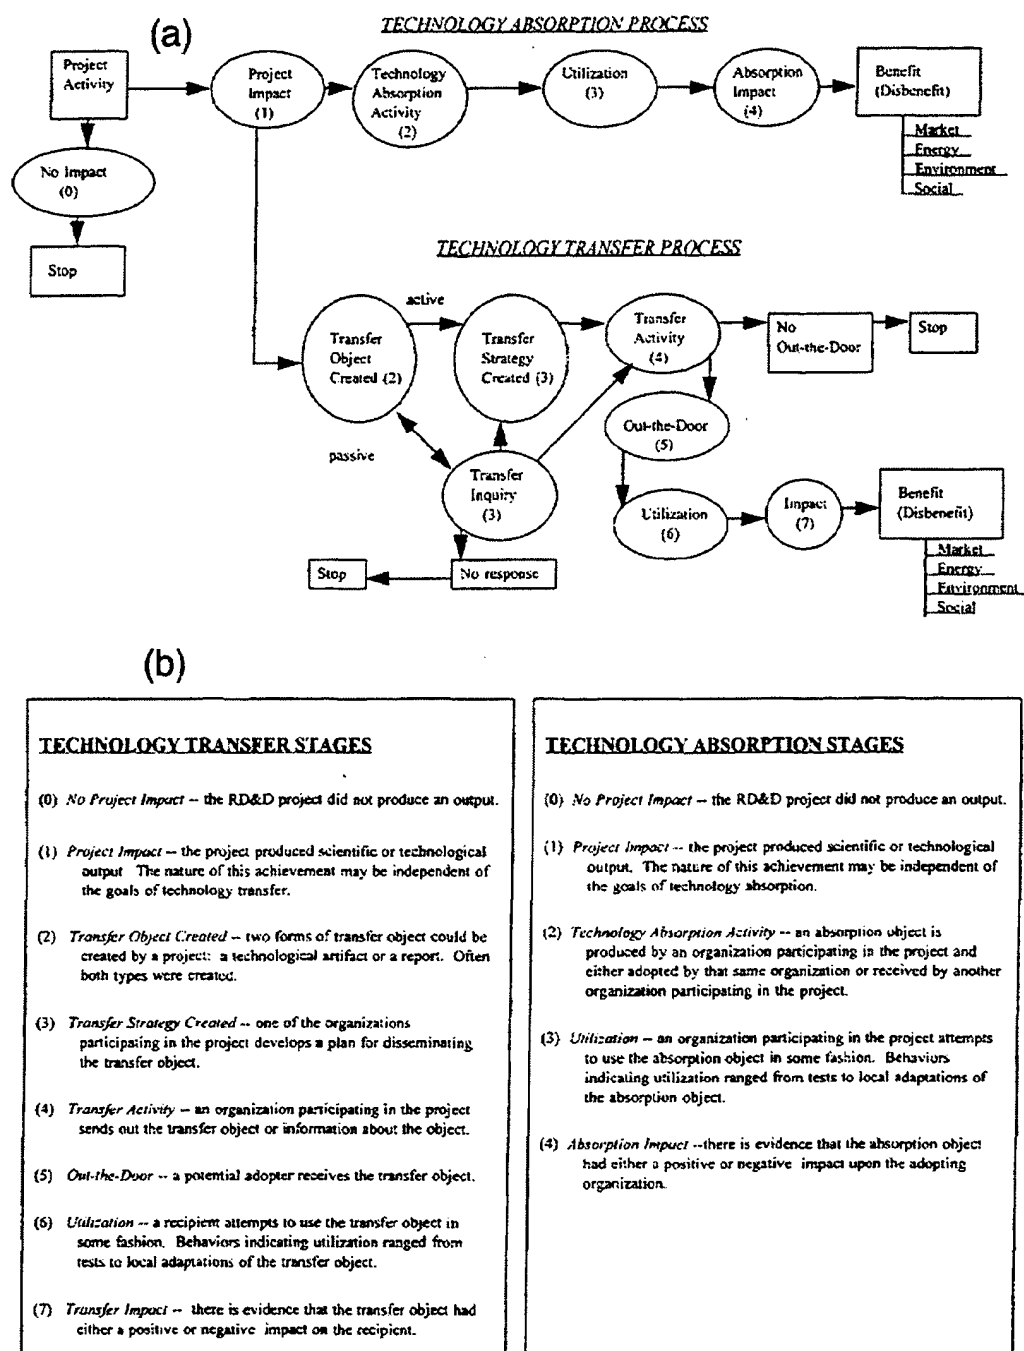 (a)
TECHNOLOGY ABSORPTION PROCESS
Project
Activity
Project
Impact
(1)
Technology
Absorption
Activity
(2)
Utilization
(3)
Absorption
Impact
(4)
Benefit
(Disbenefit)
Market
Energy
Environment
Social
No Impact
(0)
Stop
TECHNOLOGY TRANSFER PROCESS
active
Transfer
Object
Created (2)
Transfer
Strategy
Created (3)
Transfer
Activity
(4)
No
Out-the-Door
Stop
passive
Transfer
Inquiry
(3)
Out-the-Door
(5)
Utilization
(6)
Impact
(7)
Benefit
(Disbenefit)
Market
Energy
Environment
Social
Stop
No response
(b)
TECHNOLOGY TRANSFER STAGES
(0) No Project Impact -- the RD&D project did not produce an output.
(1) Project Impact -- the project produced scientific or technological
output The nature of this achievement may be independent of
the goals of technology transfer.
(2) Transfer Object Created -- two forms of transfer object could be
created by a project: a technological artifact or a report. Often
both types were created.
(3) Transfer Strategy Created -- one of the organizations
participating in the project develops a plan for disseminating
the transfer object.
(4) Transfer Activity -- an organization participating in the project
sends out the transfer object or information about the object.
(5) Out-the-Door -- a potential adopter receives the transfer object.
(6) Utilization -- a recipient attempts to use the transfer object in
some fashion. Behaviors indicating utilization ranged from
tests to local adaptations of the transfer object.
(7) Transfer Impact -- there is evidence that the transfer object had
either a positive or negative impact on the recipient.
TECHNOLOGY ABSORPTION STAGES
(0) No Project Impact -- the RD&D project did not produce an output.
(1) Project Impact -- the project produced scientific or technological
output. The nature of this achievement may be independent of
the goals of technology absorption.
(2) Technology Absorption Activity -- an absorption object is
produced by an organization participating in the project and
either adopted by that same organization or received by another
organization participating in the project.
(3) Utilization -- an organization participating in the project attempts
to use the absorption object in some fashion. Behaviors
indicating utilization ranged from tests to local adaptations of
the absorption object.
(4) Absorption Impact --there is evidence that the absorption object
had either a positive or negative impact upon the adopting
organization.